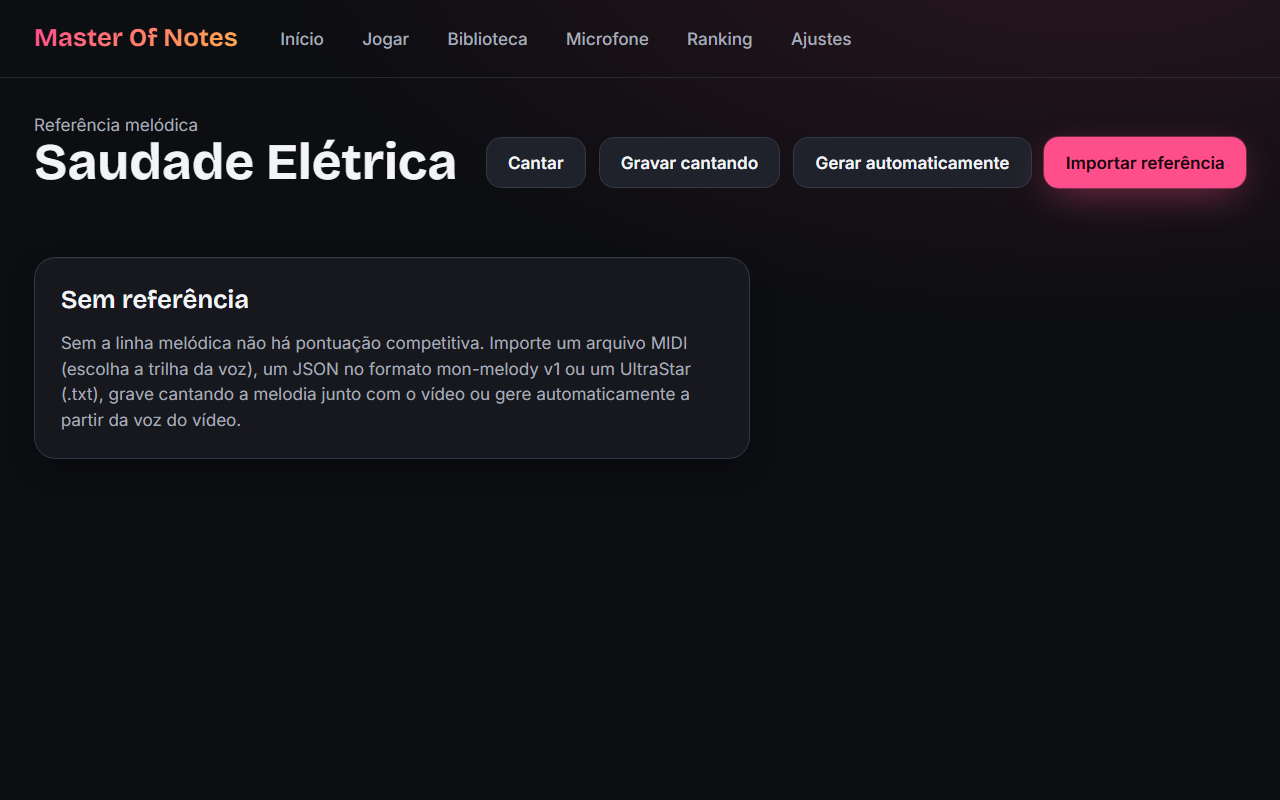 Master Of Notes
Início
Jogar
Biblioteca
Microfone
Ranking
Ajustes
Referência melódica
Saudade Elétrica
Cantar
Gravar cantando
Gerar automaticamente
Importar referência
Sem referência
Sem a linha melódica não há pontuação competitiva. Importe um arquivo MIDI
(escolha a trilha da voz), um JSON no formato mon-melody v1 ou um UltraStar
(.txt), grave cantando a melodia junto com o vídeo ou gere automaticamente a
partir da voz do vídeo.